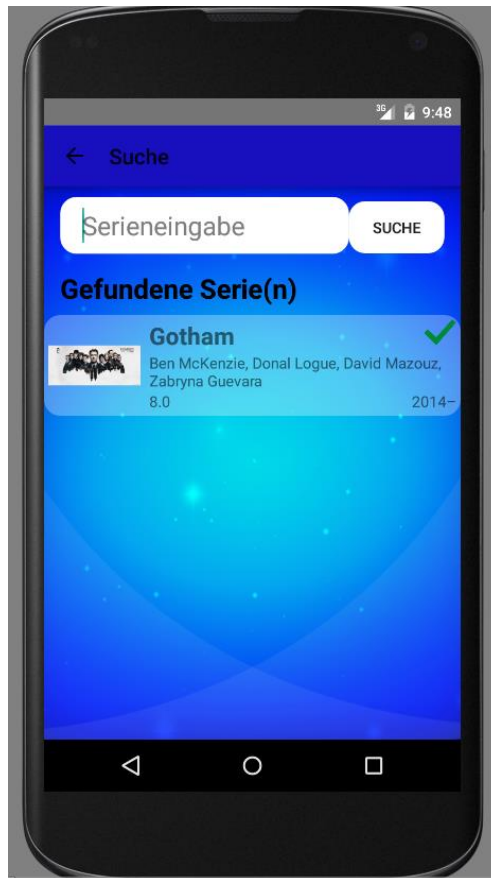 3G 9:48
Suche
Serieneingabe SUCHE
Gefundene Serie(n)
Gotham
Ben McKenzie, Donal Logue, David Mazouz,
Zabryna Guevara
8.0 2014–